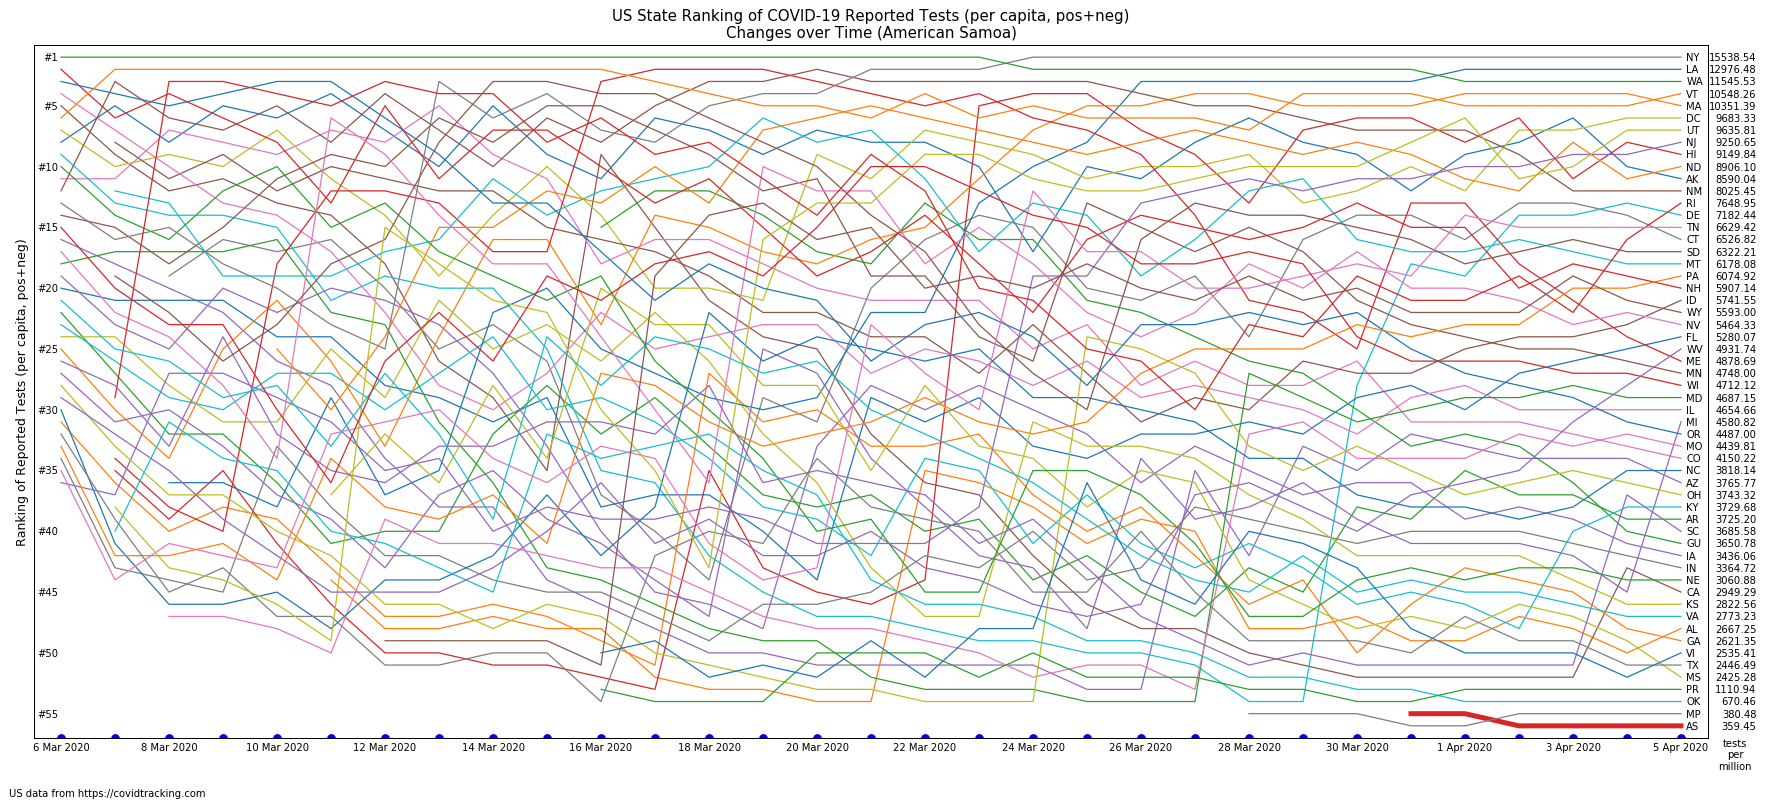 US State Ranking of COVID-19 Reported Tests (per capita, pos+neg)
Changes over Time (American Samoa)
Ranking of Reported Tests (per capita, pos+neg)
#1
#5
#10
#15
#20
#25
#30
#35
#40
#45
#50
#55
NY 15538.54
LA 12976.48
WA 11545.53
VT 10548.26
MA 10351.39
DC 9683.33
UT 9635.81
NJ 9250.65
HI 9149.84
ND 8906.10
AK 8590.04
NM 8025.45
RI 7648.95
DE 7182.44
TN 6629.42
CT 6526.82
SD 6322.21
MT 6178.08
PA 6074.92
NH 5907.14
ID 5741.55
WY 5593.00
NV 5464.33
FL 5280.07
WV 4931.74
ME 4878.69
MN 4748.00
WI 4712.12
MD 4687.15
IL 4654.66
MI 4580.82
OR 4487.00
MO 4439.81
CO 4150.22
NC 3818.14
AZ 3765.77
OH 3743.32
KY 3729.68
AR 3725.20
SC 3685.58
GU 3650.78
IA 3436.06
IN 3364.72
NE 3060.88
CA 2949.29
KS 2822.56
VA 2773.23
AL 2667.25
GA 2621.35
VI 2535.41
TX 2446.49
MS 2425.28
PR 1110.94
OK 670.46
MP 380.48
AS 359.45
6 Mar 2020 8 Mar 2020 10 Mar 2020 12 Mar 2020 14 Mar 2020 16 Mar 2020 18 Mar 2020 20 Mar 2020 22 Mar 2020 24 Mar 2020 26 Mar 2020 28 Mar 2020 30 Mar 2020 1 Apr 2020 3 Apr 2020 5 Apr 2020
tests
per
million
US data from https://covidtracking.com